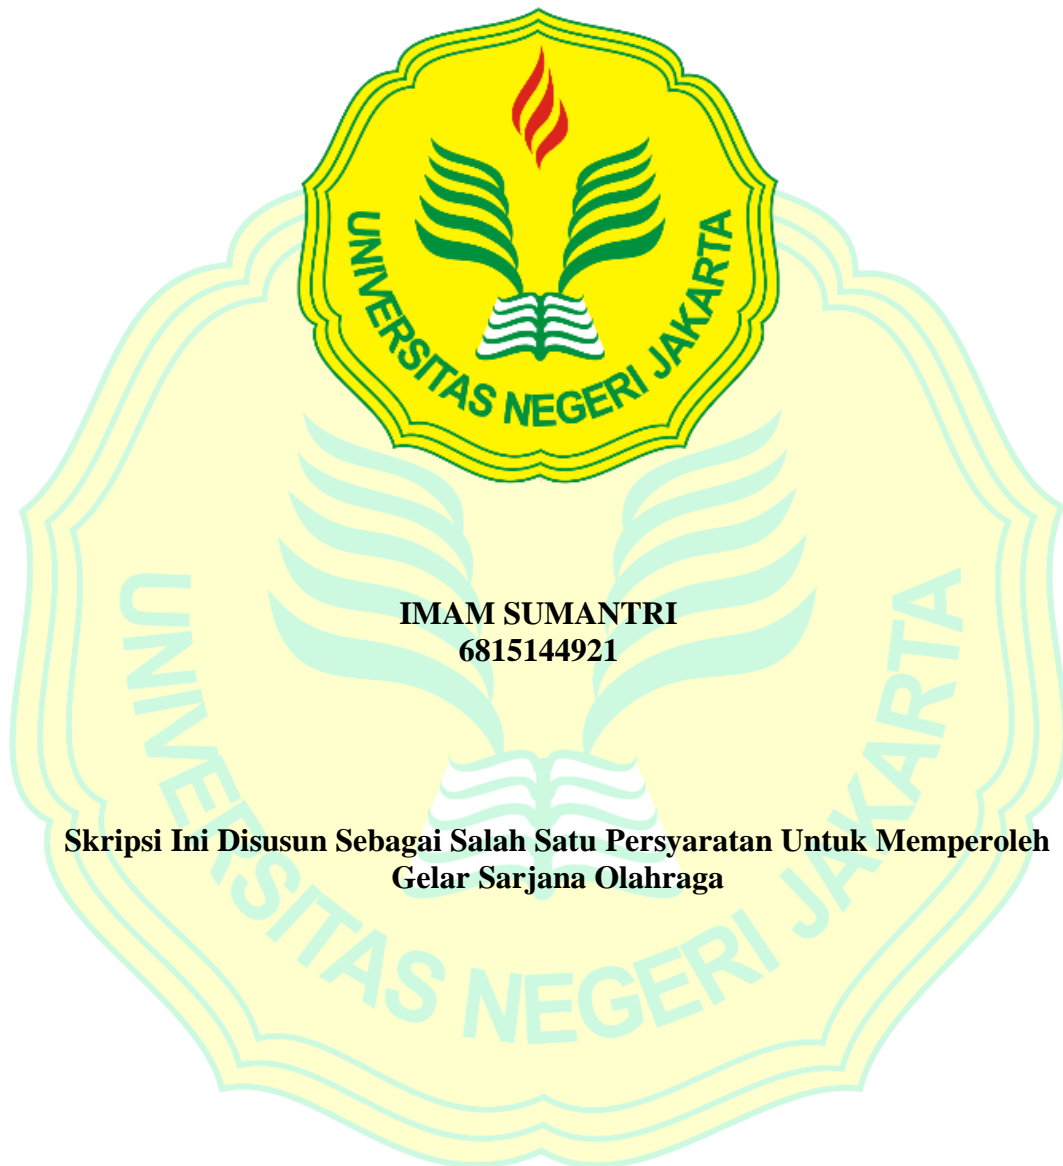 UNIVERSITAS NEGERI JAKARTA
IMAM SUMANTRI
6815144921
Skripsi Ini Disusun Sebagai Salah Satu Persyaratan Untuk Memperoleh
Gelar Sarjana Olahraga
UNIVERSITAS NEGERI JAKARTA